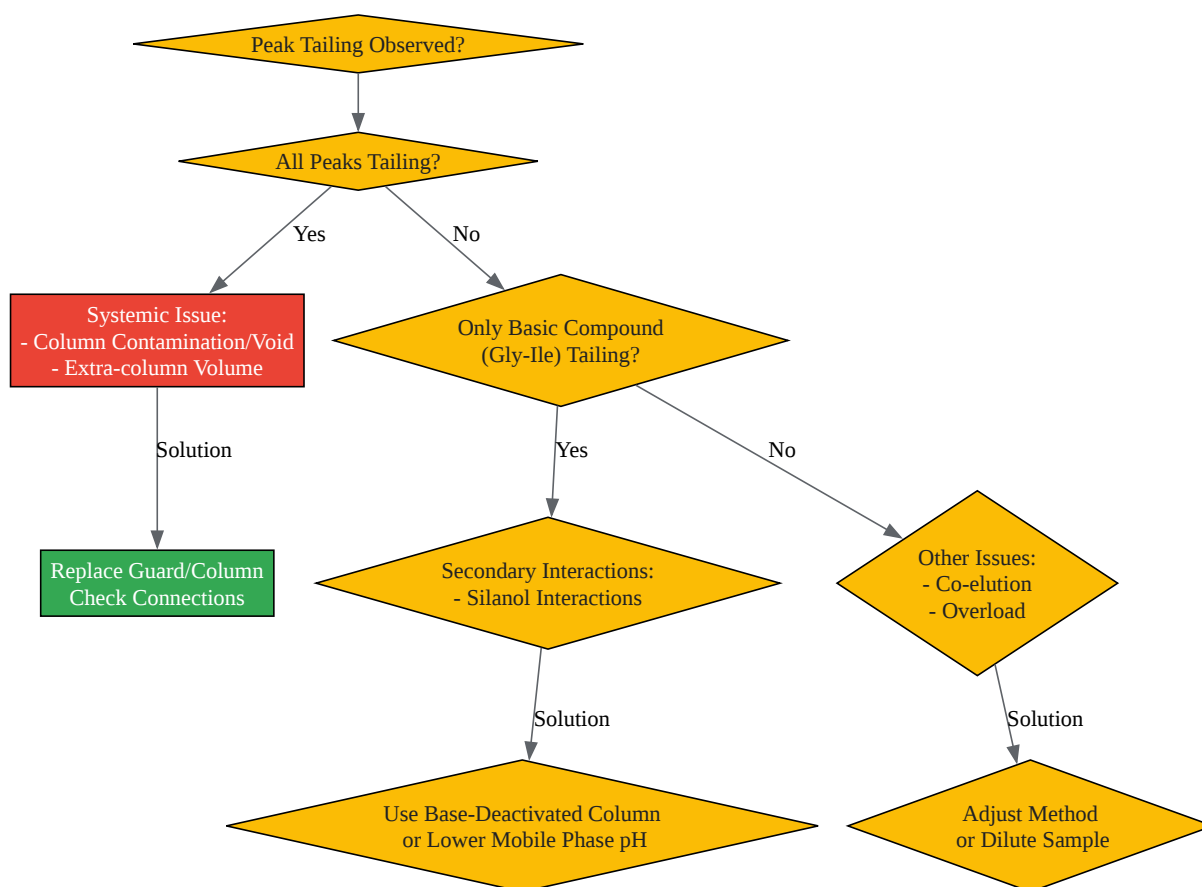 Peak Tailing Observed?
All Peaks Tailing?
Yes
No
Systemic Issue:
- Column Contamination/Void
- Extra-column Volume
Only Basic Compound
(Gly-Ile) Tailing?
Solution
Yes
No
Replace Guard/Column
Check Connections
Secondary Interactions:
- Silanol Interactions
Other Issues:
- Co-elution
- Overload
Solution
Solution
Use Base-Deactivated Column
or Lower Mobile Phase pH
Adjust Method
or Dilute Sample